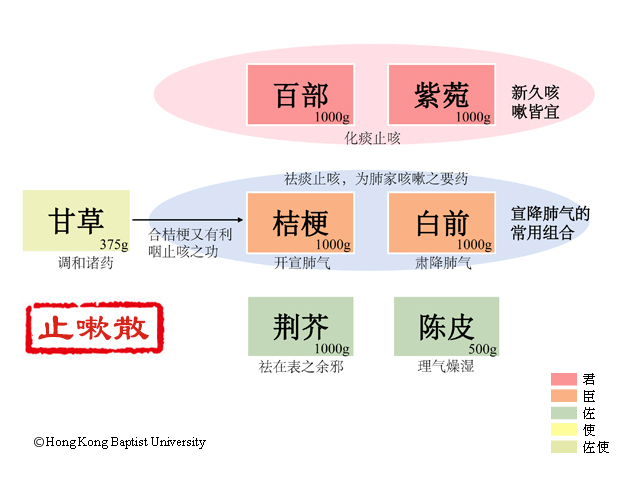 百部
1000g
紫菀
1000g
新久咳
嗽皆宜
化痰止咳
祛痰止咳，为肺家咳嗽之要药
甘草
375g
调和诸药
合桔梗又有利
咽止咳之功
桔梗
1000g
开宣肺气
白前
1000g
肃降肺气
宣降肺气的
常用组合
止嗽散
荆芥
1000g
祛在表之余邪
陈皮
500g
理气燥湿
君
臣
佐
使
佐使
©Hong Kong Baptist University